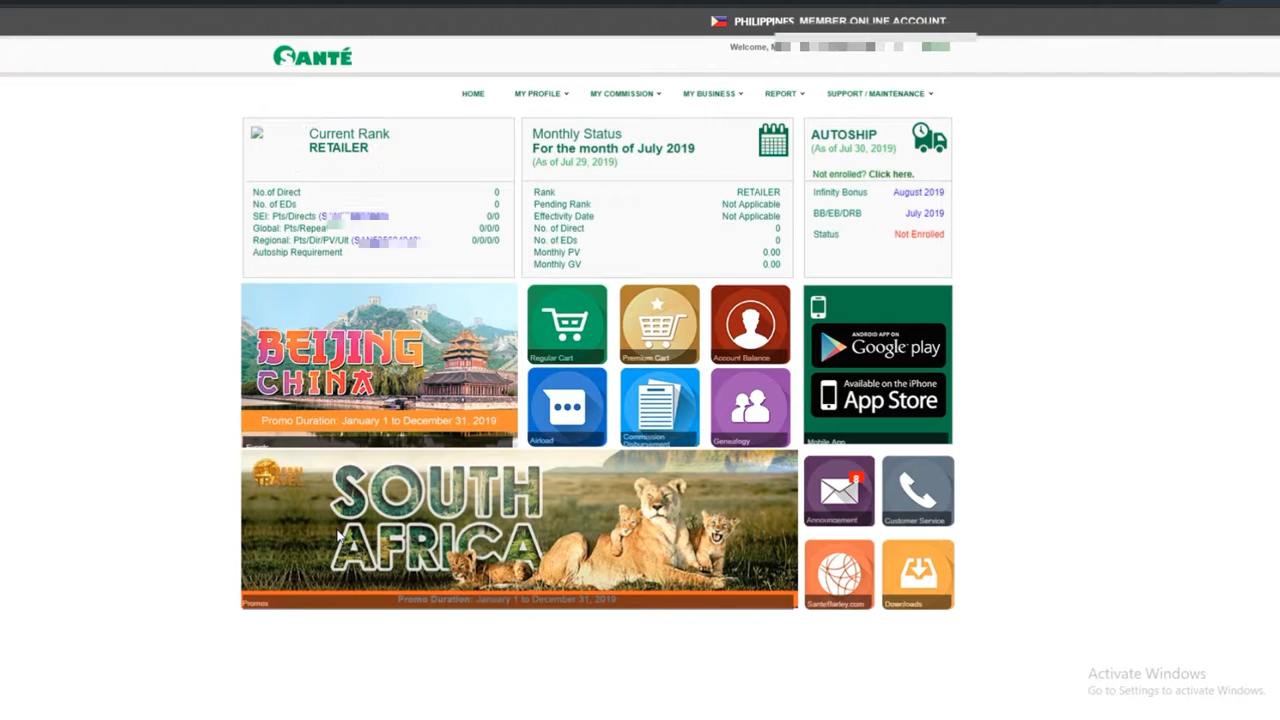 PHILIPPINES MEMBER ONLINE ACCOUNT
Welcome,
SANTÉ
HOME MY PROFILE MY COMMISSION MY BUSINESS REPORT SUPPORT / MAINTENANCE
Current Rank
RETAILER
No.of Direct 0
No. of EDs 0
SEI: Pts/Directs ( 0/0
Global: Pts/Repeat 0/0/0
Regional: Pts/Dir/PV/Ult ( 0/0/0/0
Autoship Requirement
Monthly Status
For the month of July 2019
(As of Jul 29, 2019)
Rank RETAILER
Pending Rank Not Applicable
Effectivity Date Not Applicable
No. of Direct 0
No. of EDs 0
Monthly PV 0.00
Monthly GV 0.00
AUTOSHIP
(As of Jul 30, 2019)
Not enrolled? Click here.
Infinity Bonus August 2019
BB/EB/DRB July 2019
Status Not Enrolled
BEIJING
CHINA
Promo Duration: January 1 to December 31, 2019
Events
Regular Cart
Premium Cart
Account Balance
Airload
Commission
Disbursement
Genealogy
ANDROID APP ON
Google play
Available on the iPhone
App Store
Mobile App
SOUTH
AFRICA
Promo Duration: January 1 to December 31, 2019
Promos
8
Announcement
Customer Service
SanteBarley.com
Downloads
Activate Windows
Go to Settings to activate Windows.